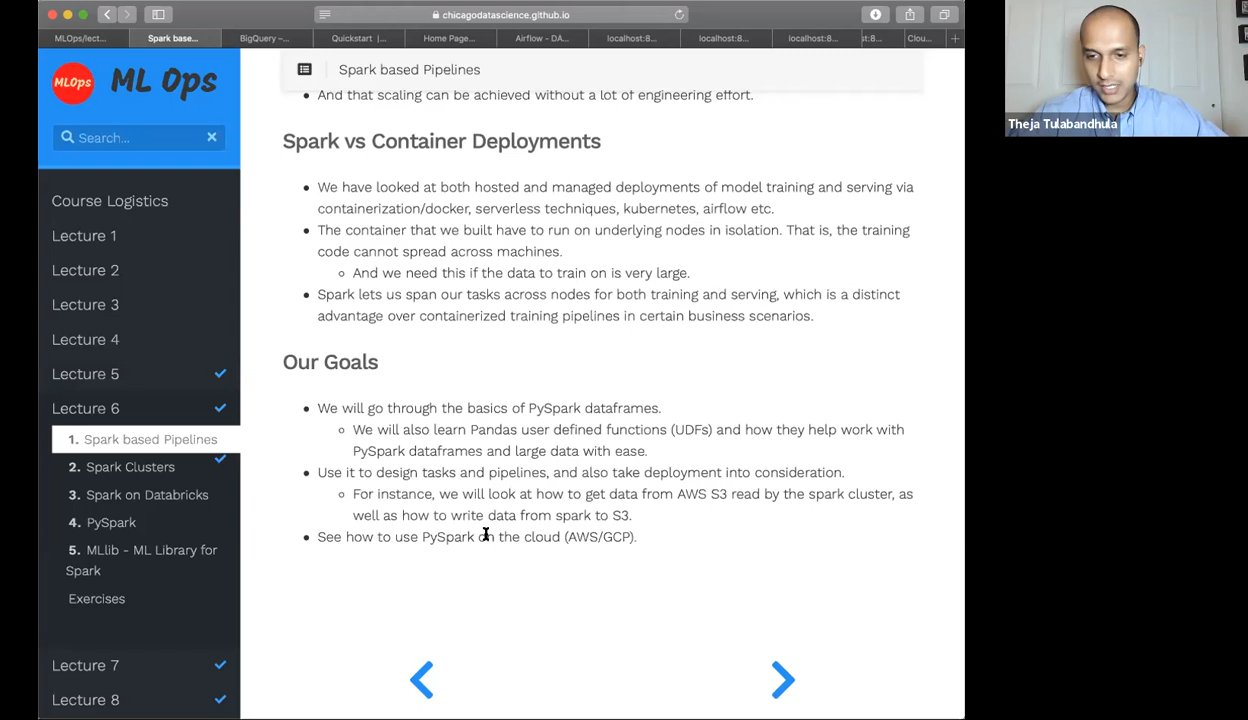 chicagodatascience.github.io
MLOps/lect...
Spark base...
BigQuery –...
Quickstart |...
Home Page...
Airflow - DA...
localhost:8...
localhost:8...
localhost:8...
st:8...
Clou...
MLOps
ML Ops
Search...
Course Logistics
Lecture 1
Lecture 2
Lecture 3
Lecture 4
Lecture 5
Lecture 6
1. Spark based Pipelines
2. Spark Clusters
3. Spark on Databricks
4. PySpark
5. MLlib - ML Library for
Spark
Exercises
Lecture 7
Lecture 8
Spark based Pipelines
And that scaling can be achieved without a lot of engineering effort.
Spark vs Container Deployments
We have looked at both hosted and managed deployments of model training and serving via
containerization/docker, serverless techniques, kubernetes, airflow etc.
The container that we built have to run on underlying nodes in isolation. That is, the training
code cannot spread across machines.
And we need this if the data to train on is very large.
Spark lets us span our tasks across nodes for both training and serving, which is a distinct
advantage over containerized training pipelines in certain business scenarios.
Our Goals
We will go through the basics of PySpark dataframes.
We will also learn Pandas user defined functions (UDFs) and how they help work with
PySpark dataframes and large data with ease.
Use it to design tasks and pipelines, and also take deployment into consideration.
For instance, we will look at how to get data from AWS S3 read by the spark cluster, as
well as how to write data from spark to S3.
See how to use PySpark on the cloud (AWS/GCP).
Theja Tulabandhula